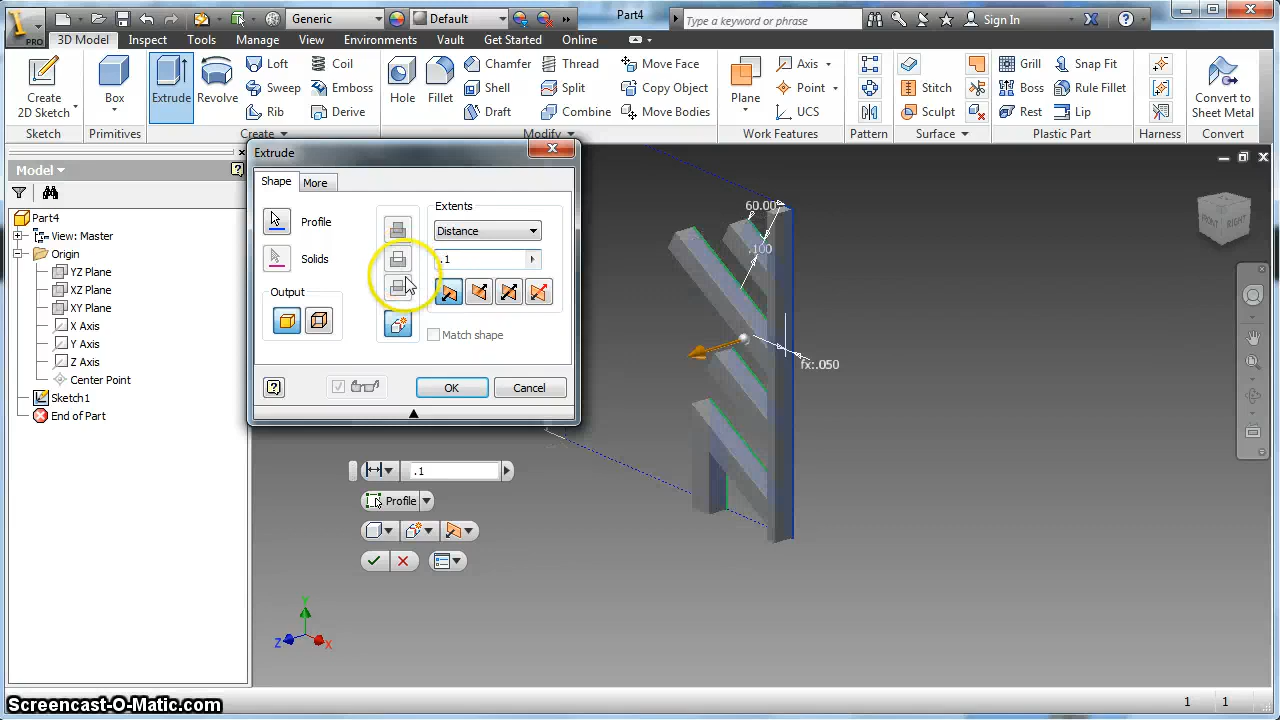 Generic
Default
Part4
Type a keyword or phrase
Sign In
PRO
3D Model
Inspect
Tools
Manage
View
Environments
Vault
Get Started
Online
Create
2D Sketch
Box
Extrude
Revolve
Loft
Sweep
Rib
Coil
Emboss
Derive
Hole
Fillet
Chamfer
Shell
Draft
Thread
Split
Combine
Move Face
Copy Object
Move Bodies
Plane
Axis
Point
UCS
Stitch
Sculpt
Grill
Boss
Rest
Snap Fit
Rule Fillet
Lip
Convert to
Sheet Metal
Sketch
Primitives
Create
Modify
Work Features
Pattern
Surface
Plastic Part
Harness
Convert
Model
Part4
View: Master
Origin
YZ Plane
XZ Plane
XY Plane
X Axis
Y Axis
Z Axis
Center Point
Sketch1
End of Part
Extrude
Shape
More
Profile
Solids
Output
Extents
Distance
.1
Match shape
OK
Cancel
.1
Profile
60.00
.100
fx:.050
FRONT
RIGHT
Y
Z
X
1
1
Screencast-O-Matic.com